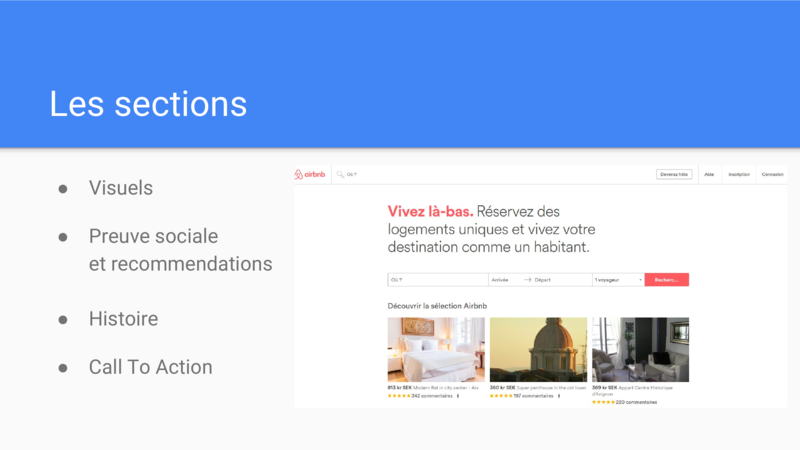 Les sections
● Visuels
● Preuve sociale
et recommendations
● Histoire
● Call To Action
airbnb
Où ?
Devenez hôte
Aide
Inscription
Connexion
Vivez là-bas. Réservez des
logements uniques et vivez votre
destination comme un habitant.
Où ?
Arrivée → Départ
1 voyageur
Recherc...
Découvrir la sélection Airbnb
813 kr SEK Modern flat in city center - Air
★★★★★ 342 commentaires
360 kr SEK Super penthouse in the old town
★★★★★ 197 commentaires
369 kr SEK Appart Centre Historique
d'Avignon
★★★★★ 220 commentaires